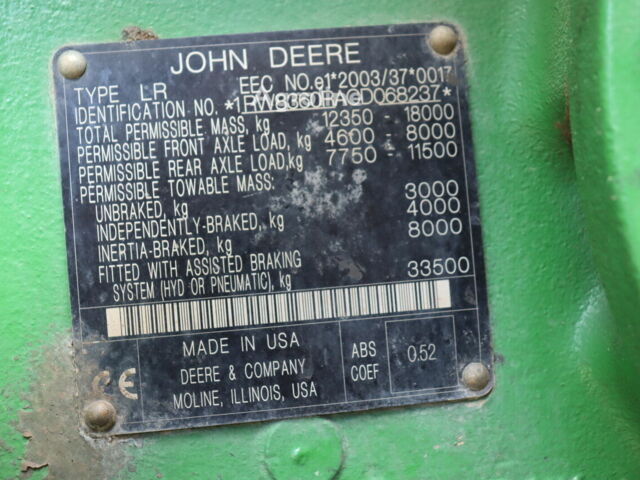 JOHN DEERE
TYPE LR EEC NO.e1*2003/37*0017
IDENTIFICATION NO. *1RW8360RAGD068237*
TOTAL PERMISSIBLE MASS, kg 12350 - 18000
PERMISSIBLE FRONT AXLE LOAD, kg 4600 - 8000
PERMISSIBLE REAR AXLE LOAD,kg 7750 - 11500
PERMISSIBLE TOWABLE MASS:
UNBRAKED, kg 3000
INDEPENDENTLY-BRAKED, kg 4000
INERTIA-BRAKED, kg 8000
FITTED WITH ASSISTED BRAKING
SYSTEM (HYD OR PNEUMATIC), kg 33500
MADE IN USA
DEERE & COMPANY
MOLINE, ILLINOIS, USA
ABS
COEF
0.52
CE